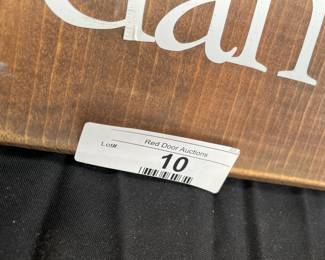 Lot# Red Door Auctions
10